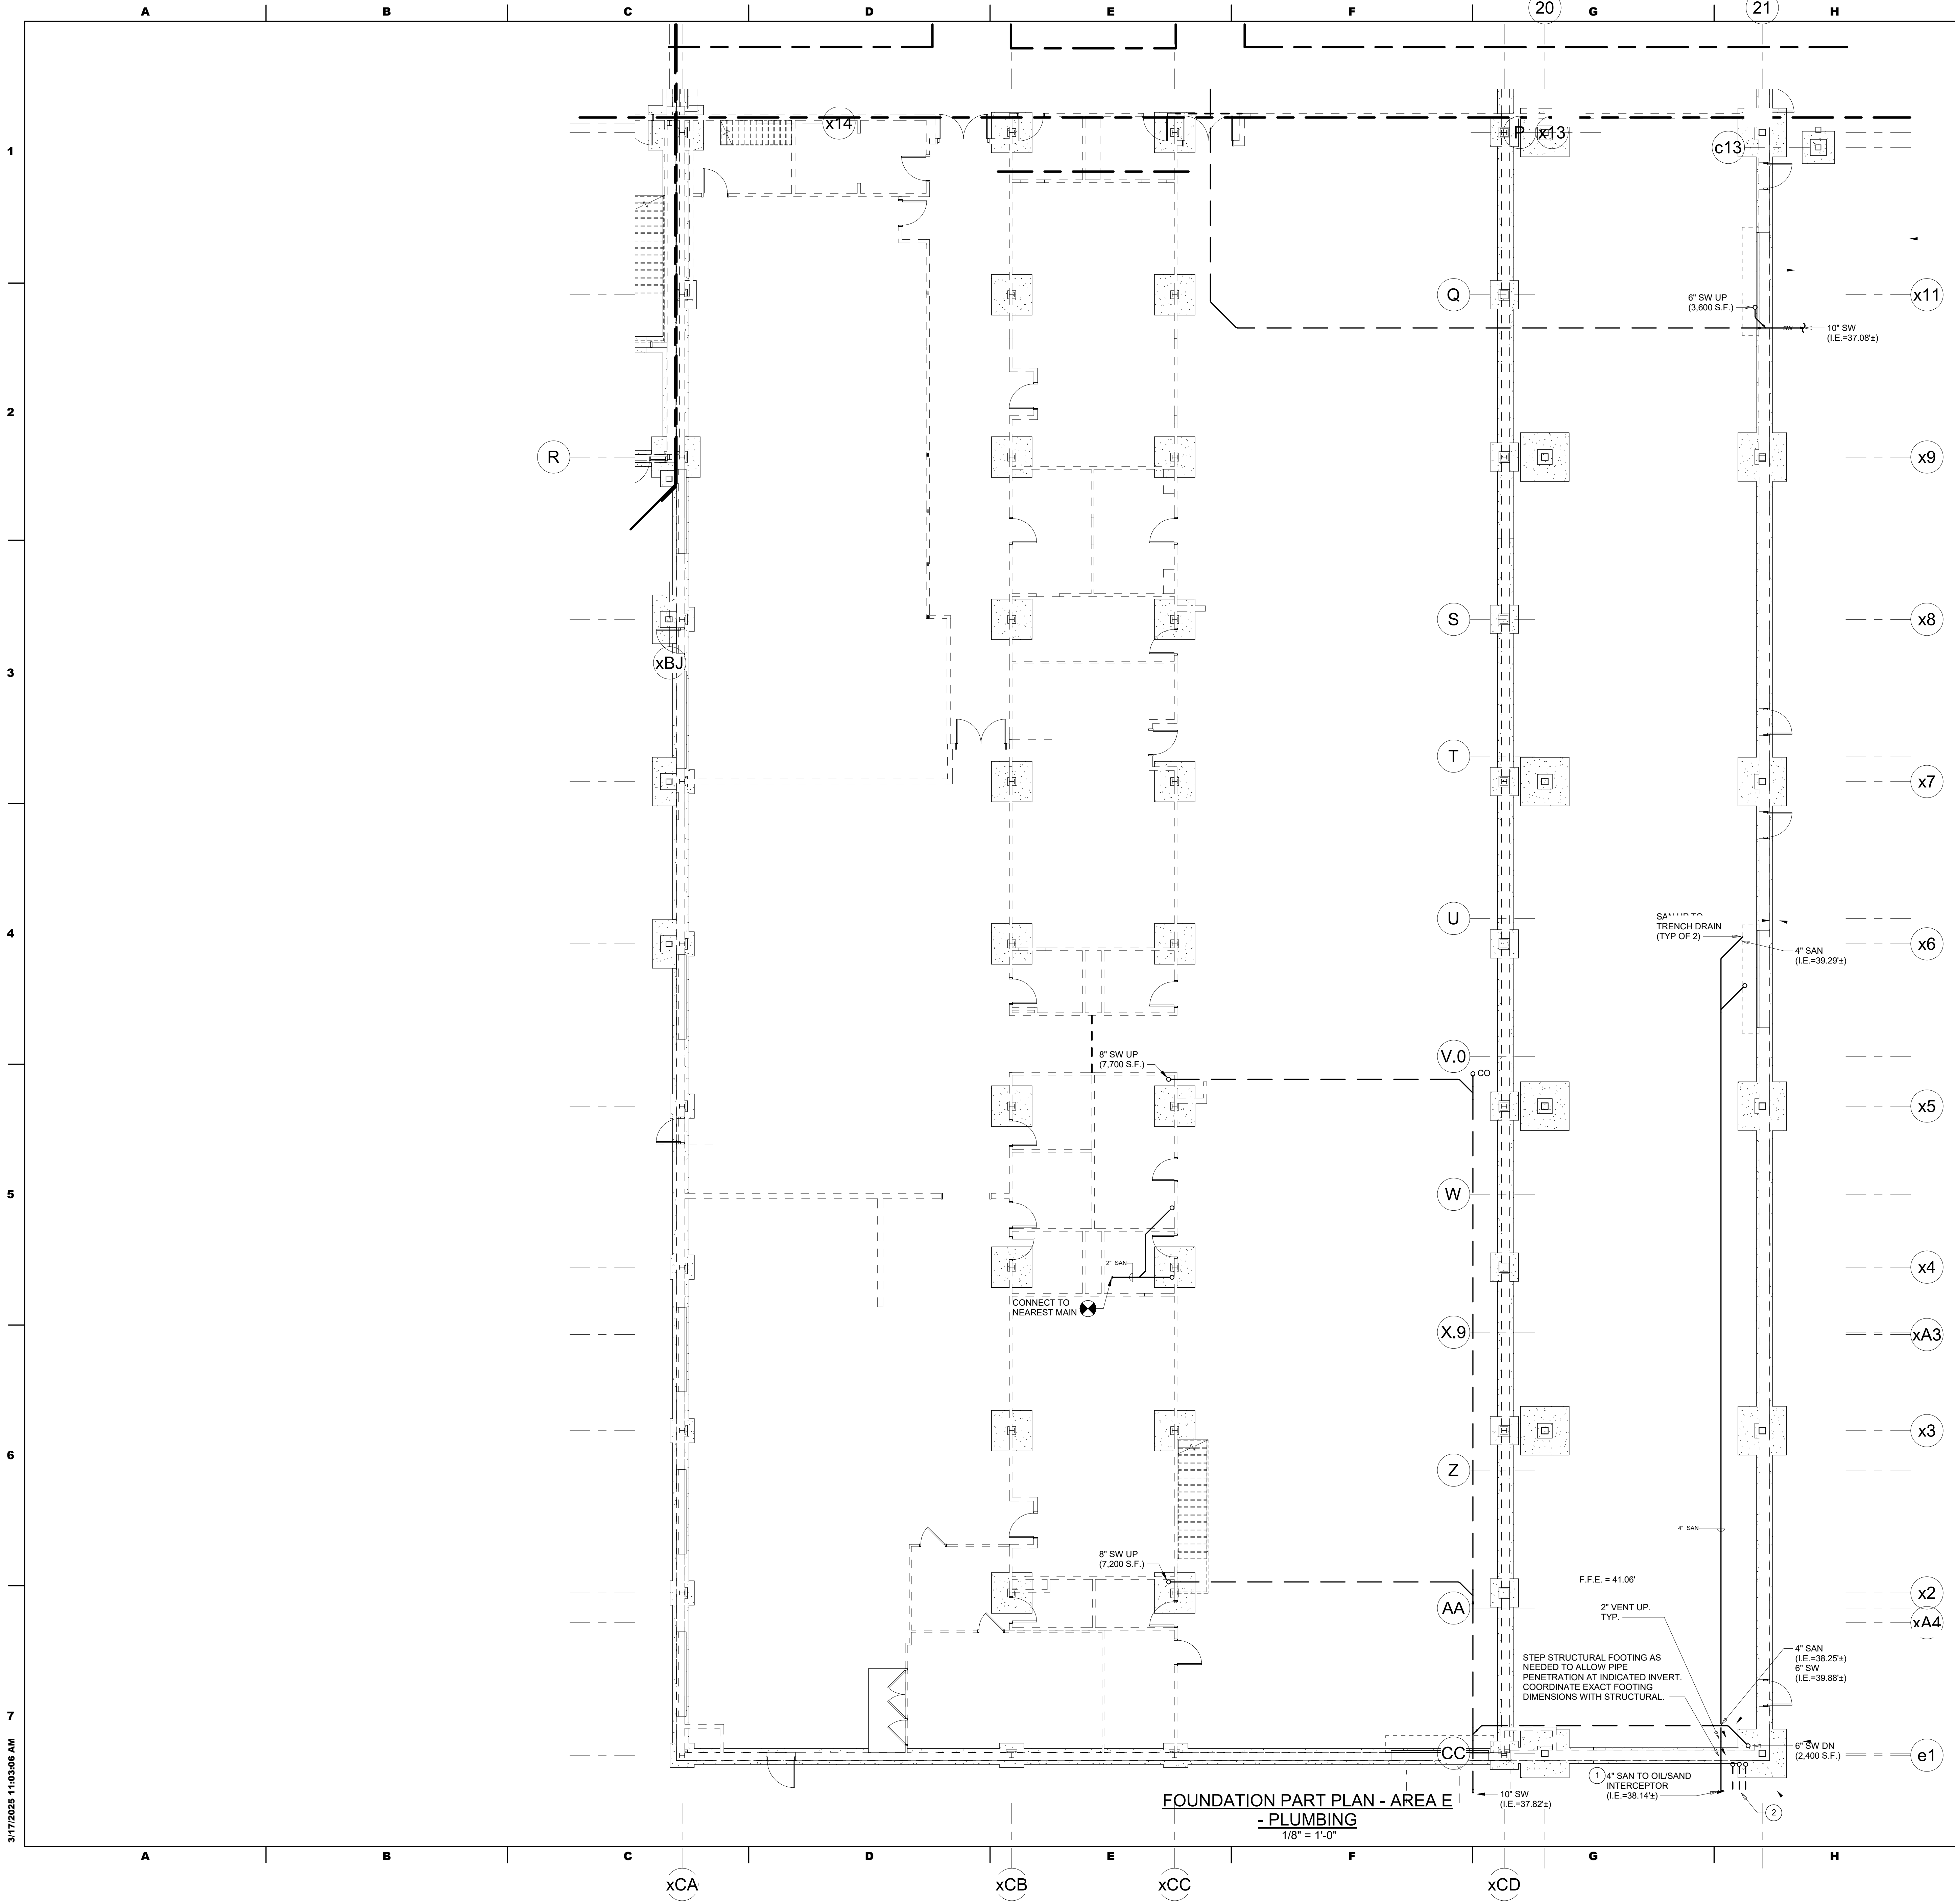 A B C D E F G H
20
21
1
x14
P
x13
c13
Q
x11
6" SW UP
(3,600 S.F.)
SW
10" SW
(I.E.=37.08'±)
2
R
x9
S
x8
3
xBJ
T
x7
4
U
TRENCH DRAIN
(TYP OF 2)
x6
4" SAN
(I.E.=39.29'±)
8" SW UP
(7,700 S.F.)
V.0
CO
x5
5
W
2" SAN
x4
CONNECT TO
NEAREST MAIN
X.9
xA3
x3
6
Z
4" SAN
8" SW UP
(7,200 S.F.)
F.F.E. = 41.06'
x2
AA
2" VENT UP.
TYP.
xA4
STEP STRUCTURAL FOOTING AS
NEEDED TO ALLOW PIPE
PENETRATION AT INDICATED INVERT.
COORDINATE EXACT FOOTING
DIMENSIONS WITH STRUCTURAL.
4" SAN
(I.E.=38.25'±)
6" SW
(I.E.=39.88'±)
7
CC
6" SW DN
(2,400 S.F.)
e1
1
4" SAN TO OIL/SAND
INTERCEPTOR
(I.E.=38.14'±)
2
10" SW
(I.E.=37.82'±)
FOUNDATION PART PLAN - AREA E
- PLUMBING
1/8" = 1'-0"
3/17/2025 11:03:06 AM
A B C D E F G H
xCA
xCB
xCC
xCD